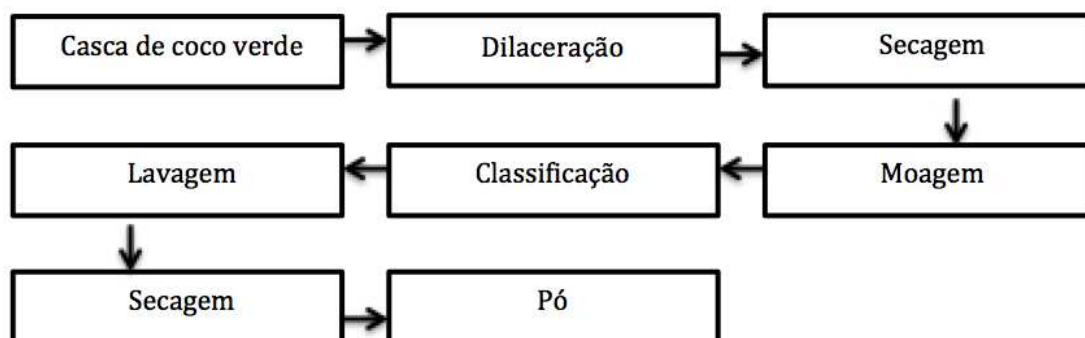 Casca de coco verde
Dilaceração
Secagem
Moagem
Classificação
Lavagem
Secagem
Pó